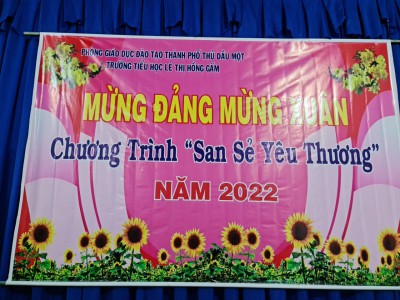 PHÒNG GIÁO DỤC ĐÀO TẠO THÀNH PHỐ THỦ DẦU MỘT
TRƯỜNG TIỂU HỌC LÊ THỊ HỒNG GẤM
MỪNG ĐẢNG MỪNG XUÂN
Chương Trình “San Sẻ Yêu Thương”
NĂM 2022